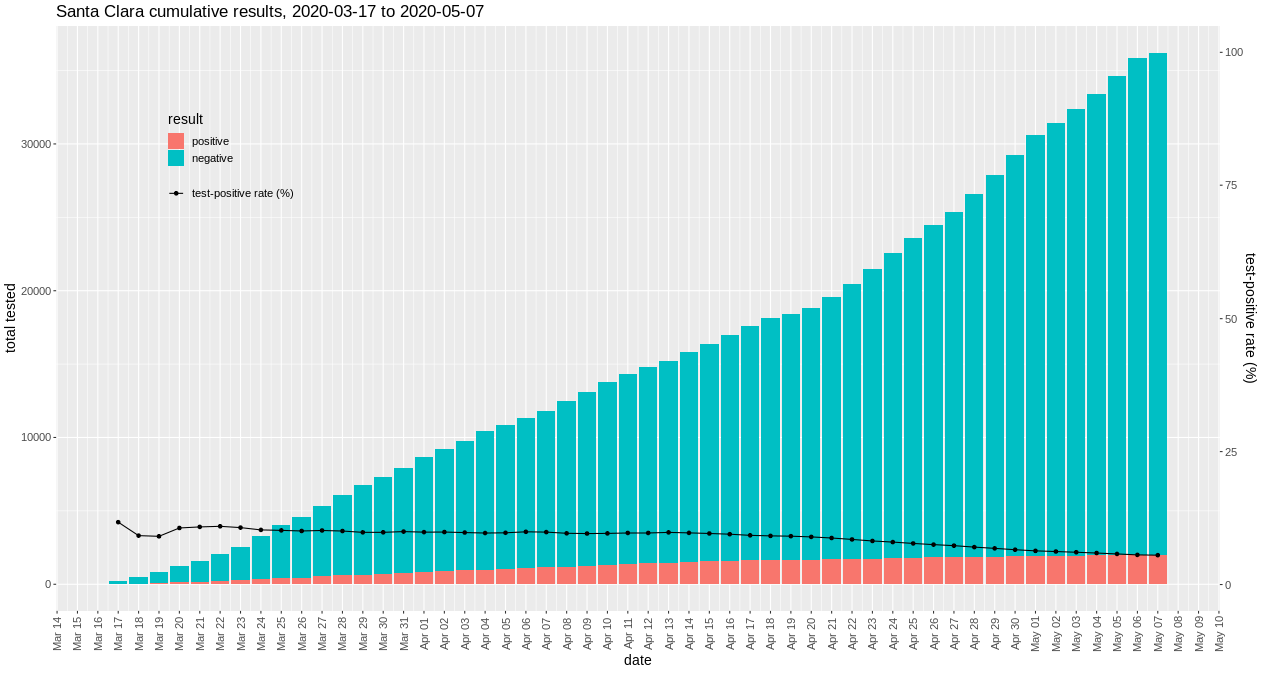 Santa Clara cumulative results, 2020-03-17 to 2020-05-07
total tested
30000
20000
10000
0
result
positive
negative
test-positive rate (%)
100
75
50
25
0
test-positive rate (%)
Mar 14
Mar 15
Mar 16
Mar 17
Mar 18
Mar 19
Mar 20
Mar 21
Mar 22
Mar 23
Mar 24
Mar 25
Mar 26
Mar 27
Mar 28
Mar 29
Mar 30
Mar 31
Apr 01
Apr 02
Apr 03
Apr 04
Apr 05
Apr 06
Apr 07
Apr 08
Apr 09
Apr 10
Apr 11
Apr 12
Apr 13
Apr 14
Apr 15
Apr 16
Apr 17
Apr 18
Apr 19
Apr 20
Apr 21
Apr 22
Apr 23
Apr 24
Apr 25
Apr 26
Apr 27
Apr 28
Apr 29
Apr 30
May 01
May 02
May 03
May 04
May 05
May 06
May 07
May 08
May 09
May 10
date